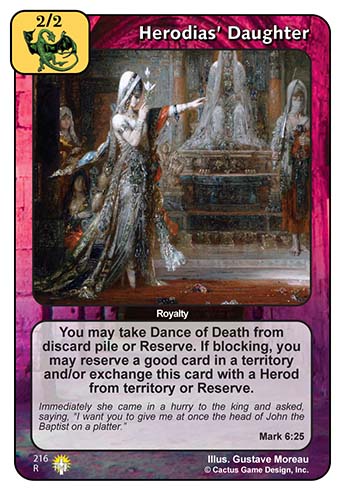 2/2
Herodias' Daughter
Royalty
You may take Dance of Death from
discard pile or Reserve. If blocking, you
may reserve a good card in a territory
and/or exchange this card with a Herod
from territory or Reserve.
Immediately she came in a hurry to the king and asked,
saying, "I want you to give me at once the head of John the
Baptist on a platter."
Mark 6:25
216
R
Illus. Gustave Moreau
© Cactus Game Design, Inc.